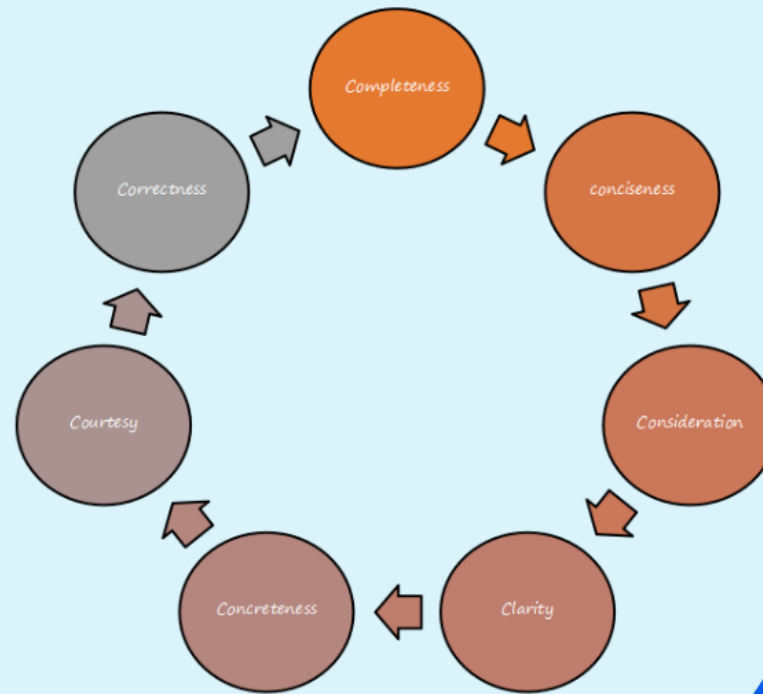 Completeness
conciseness
Consideration
Clarity
Concreteness
Courtesy
Correctness